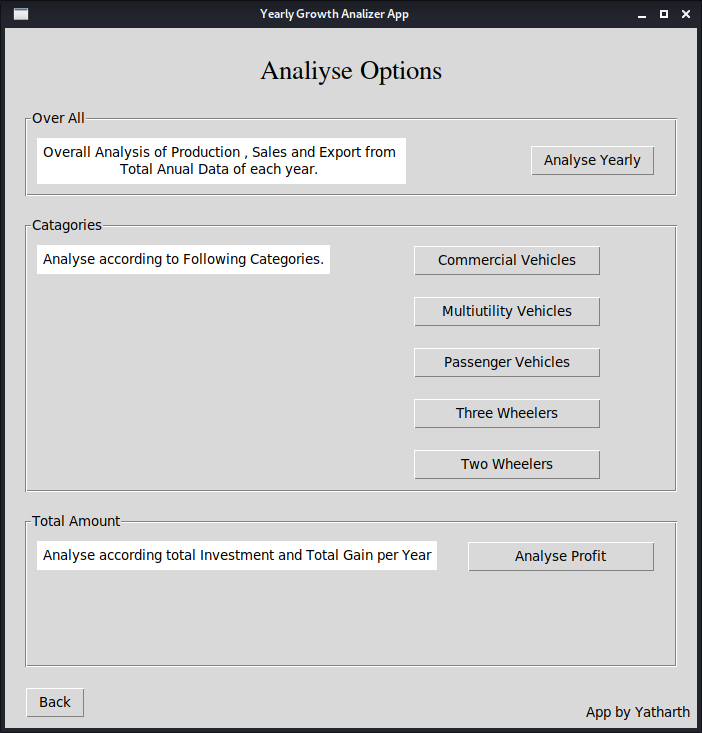 Yearly Growth Analizer App
Analiyse Options
Over All
Overall Analysis of Production , Sales and Export from
Total Anual Data of each year.
Analyse Yearly
Catagories
Analyse according to Following Categories.
Commercial Vehicles
Multiutility Vehicles
Passenger Vehicles
Three Wheelers
Two Wheelers
Total Amount
Analyse according total Investment and Total Gain per Year
Analyse Profit
Back
App by Yatharth